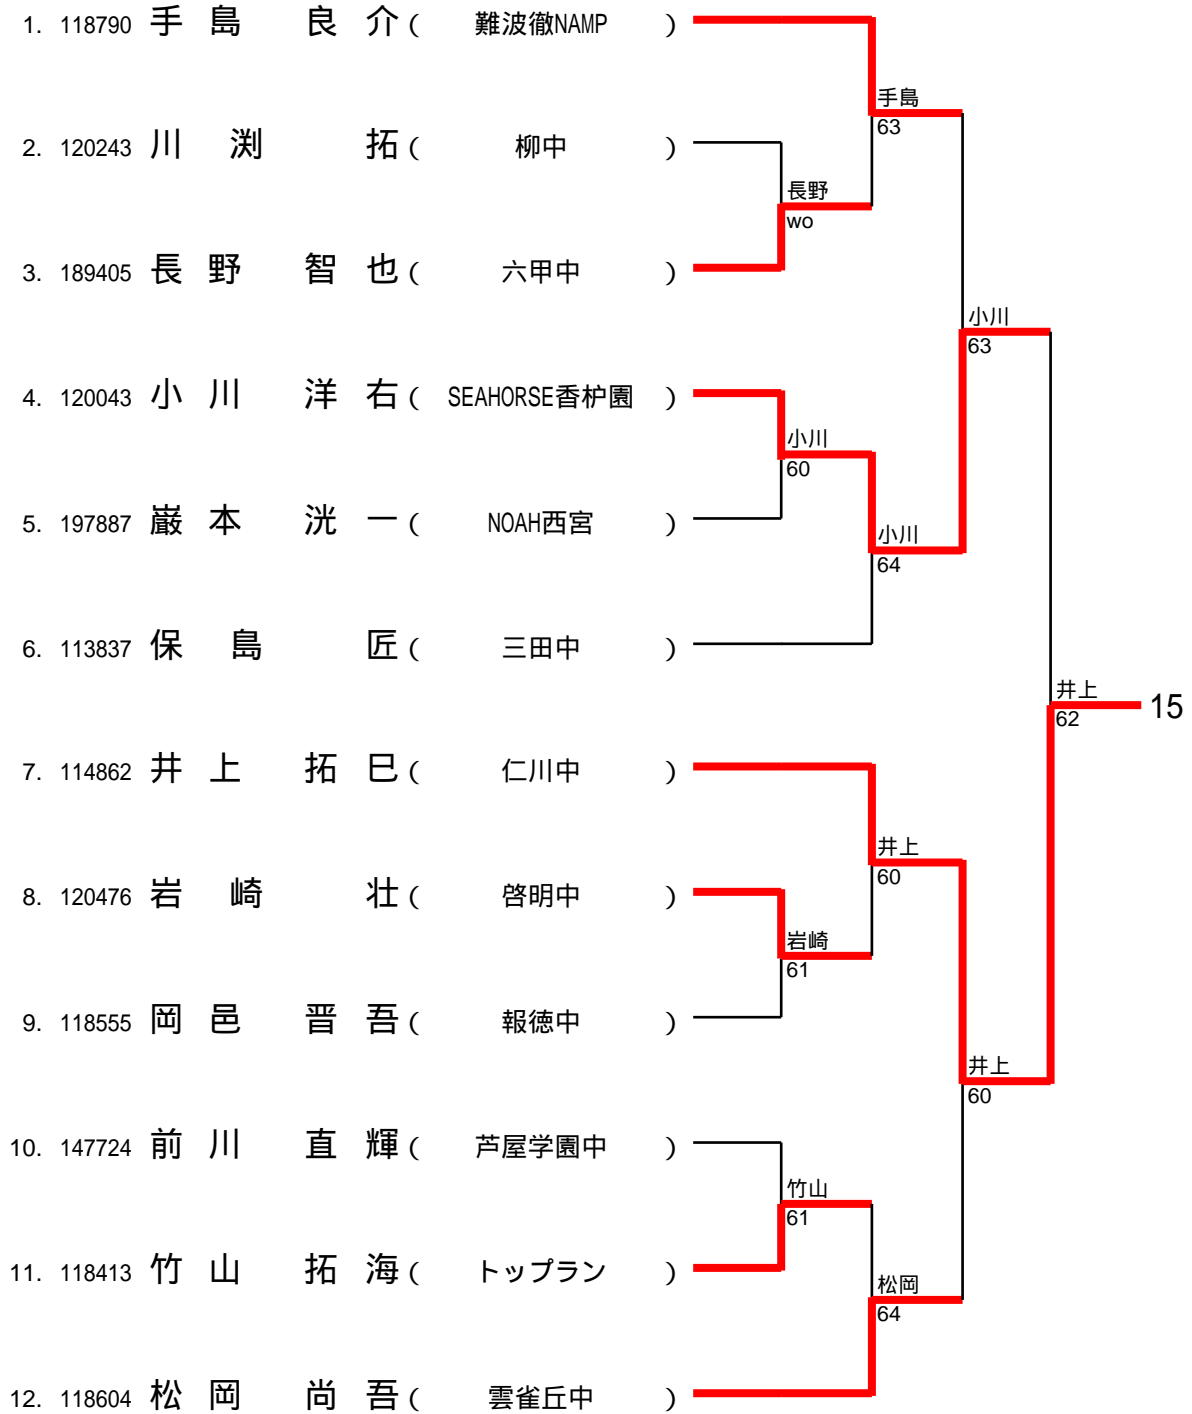 1. 118790 手島 良介 ( 難波徹NAMP )
手島
63
2. 120243 川渕 拓 ( 柳中 )
長野
wo
3. 189405 長野 智也 ( 六甲中 )
小川
63
4. 120043 小川 洋右 ( SEAHORSE香枦園 )
小川
60
5. 197887 巌本 洸一 ( NOAH西宮 )
小川
64
6. 113837 保島 匠 ( 三田中 )
井上
62
15
7. 114862 井上 拓巳 ( 仁川中 )
井上
60
8. 120476 岩崎 壮 ( 啓明中 )
岩崎
61
9. 118555 岡邑 晋吾 ( 報徳中 )
井上
60
10. 147724 前川 直輝 ( 芦屋学園中 )
竹山
61
11. 118413 竹山 拓海 ( トップラン )
松岡
64
12. 118604 松岡 尚吾 ( 雲雀丘中 )